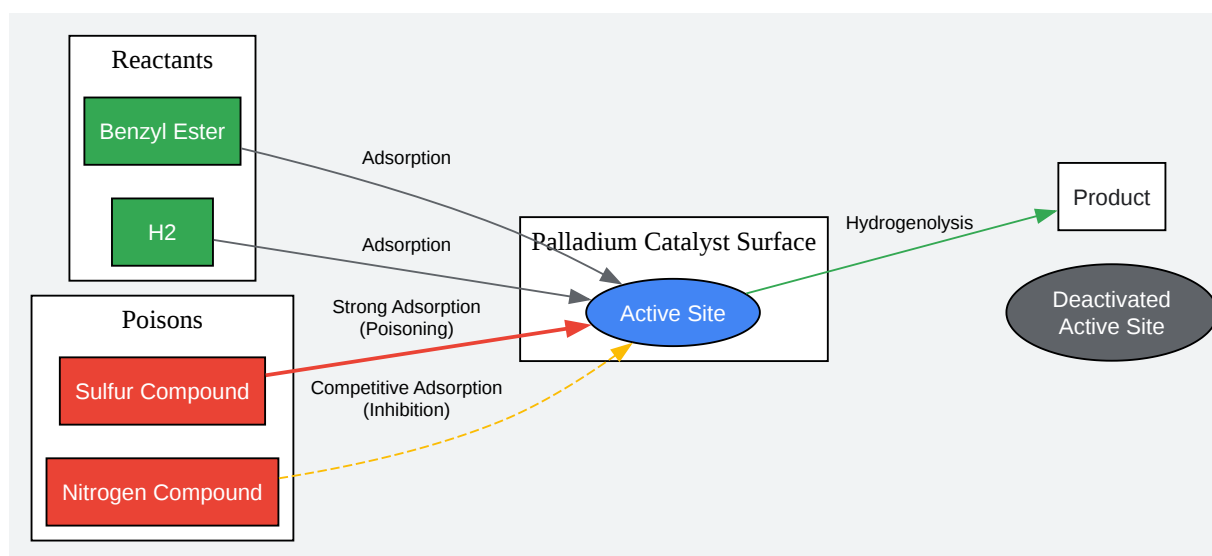 Reactants
Benzyl Ester
H2
Adsorption
Adsorption
Poisons
Sulfur Compound
Nitrogen Compound
Strong Adsorption
(Poisoning)
Competitive Adsorption
(Inhibition)
Palladium Catalyst Surface
Active Site
Hydrogenolysis
Product
Deactivated
Active Site